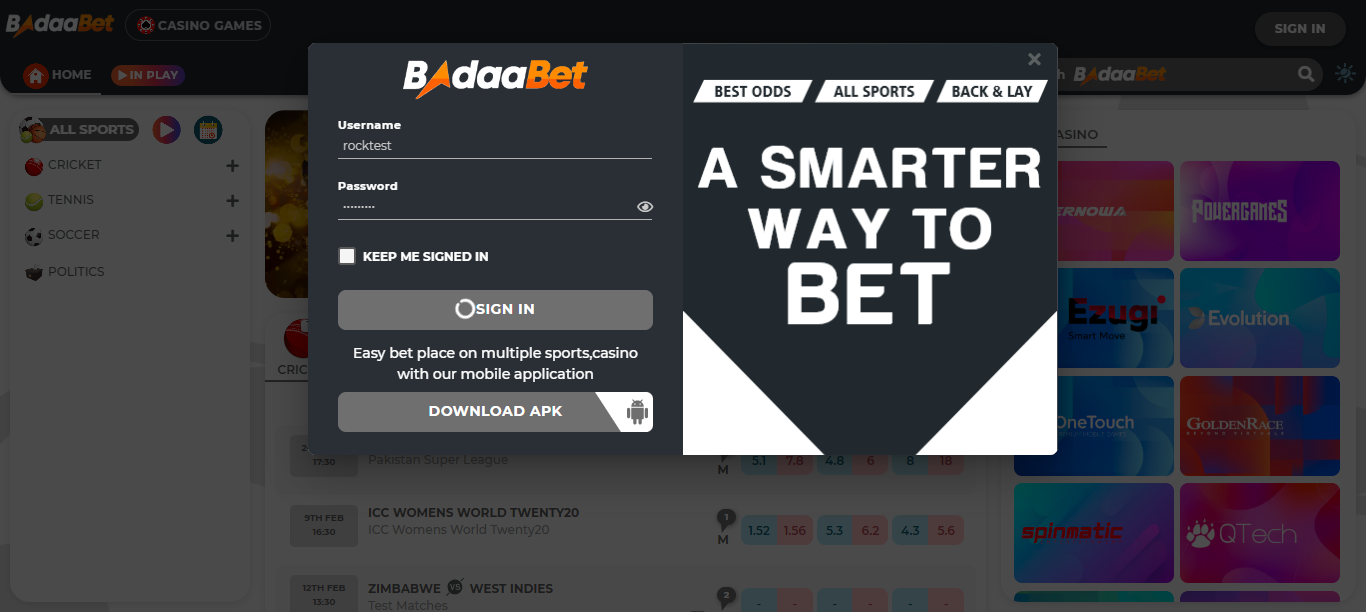 BadaaBet
CASINO GAMES
SIGN IN
HOME
IN PLAY
BadaaBet
ALL SPORTS
CRICKET
TENNIS
SOCCER
POLITICS
BadaaBet
Username
rocktest
Password
KEEP ME SIGNED IN
SIGN IN
Easy bet place on multiple sports,casino
with our mobile application
DOWNLOAD APK
BEST ODDS
ALL SPORTS
BACK & LAY
A SMARTER
WAY TO
BET
POWERGAMES
Ezugi
Smart Move
Evolution
OneTouch
GOLDENRACE
BEYOND VIRTUALS
spinmatic
QTech
17:30
Pakistan Super League
M
5.1 7.8 4.8 6 8 18
9TH FEB
16:30
ICC WOMENS WORLD TWENTY20
ICC Womens World Twenty20
1
M
1.52 1.56 5.3 6.2 4.3 5.6
12TH FEB
13:30
ZIMBABWE VS WEST INDIES
Test Matches
2
- - - - - -